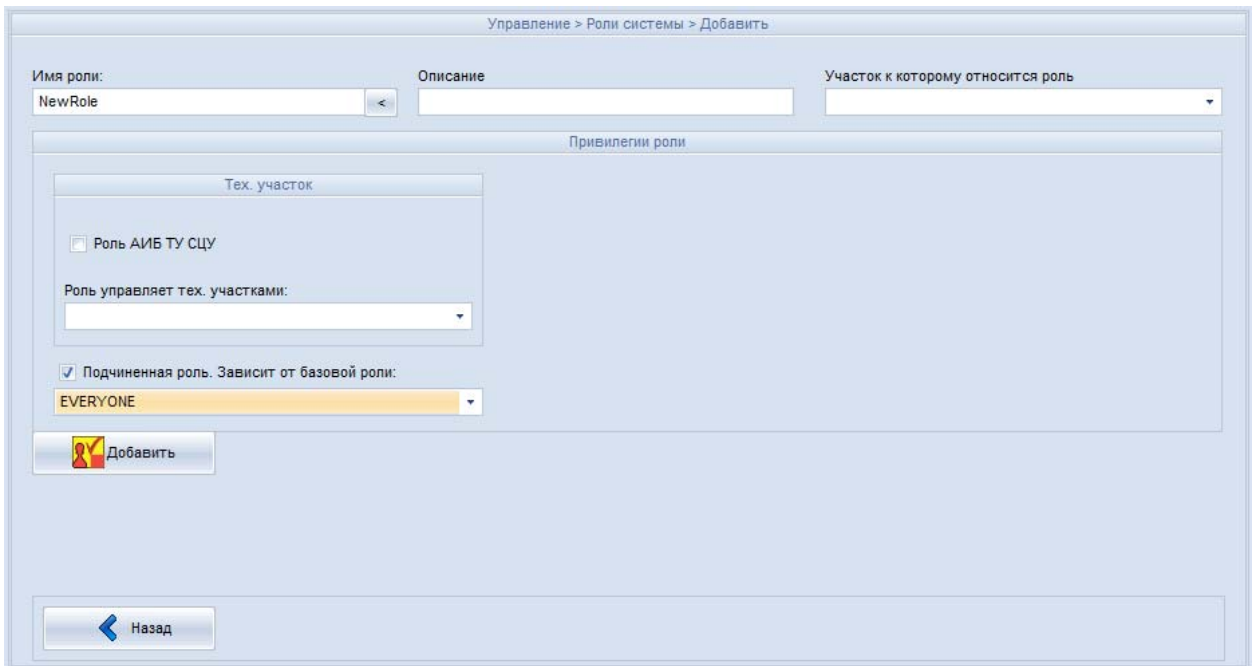 Управление > Роли системы > Добавить
Имя роли:
Описание
Участок к которому относится роль
NewRole
<
Привилегии роли
Тех. участок
Роль АИБ ТУ СЦУ
Роль управляет тех. участками:
Подчиненная роль. Зависит от базовой роли:
EVERYONE
Добавить
Назад